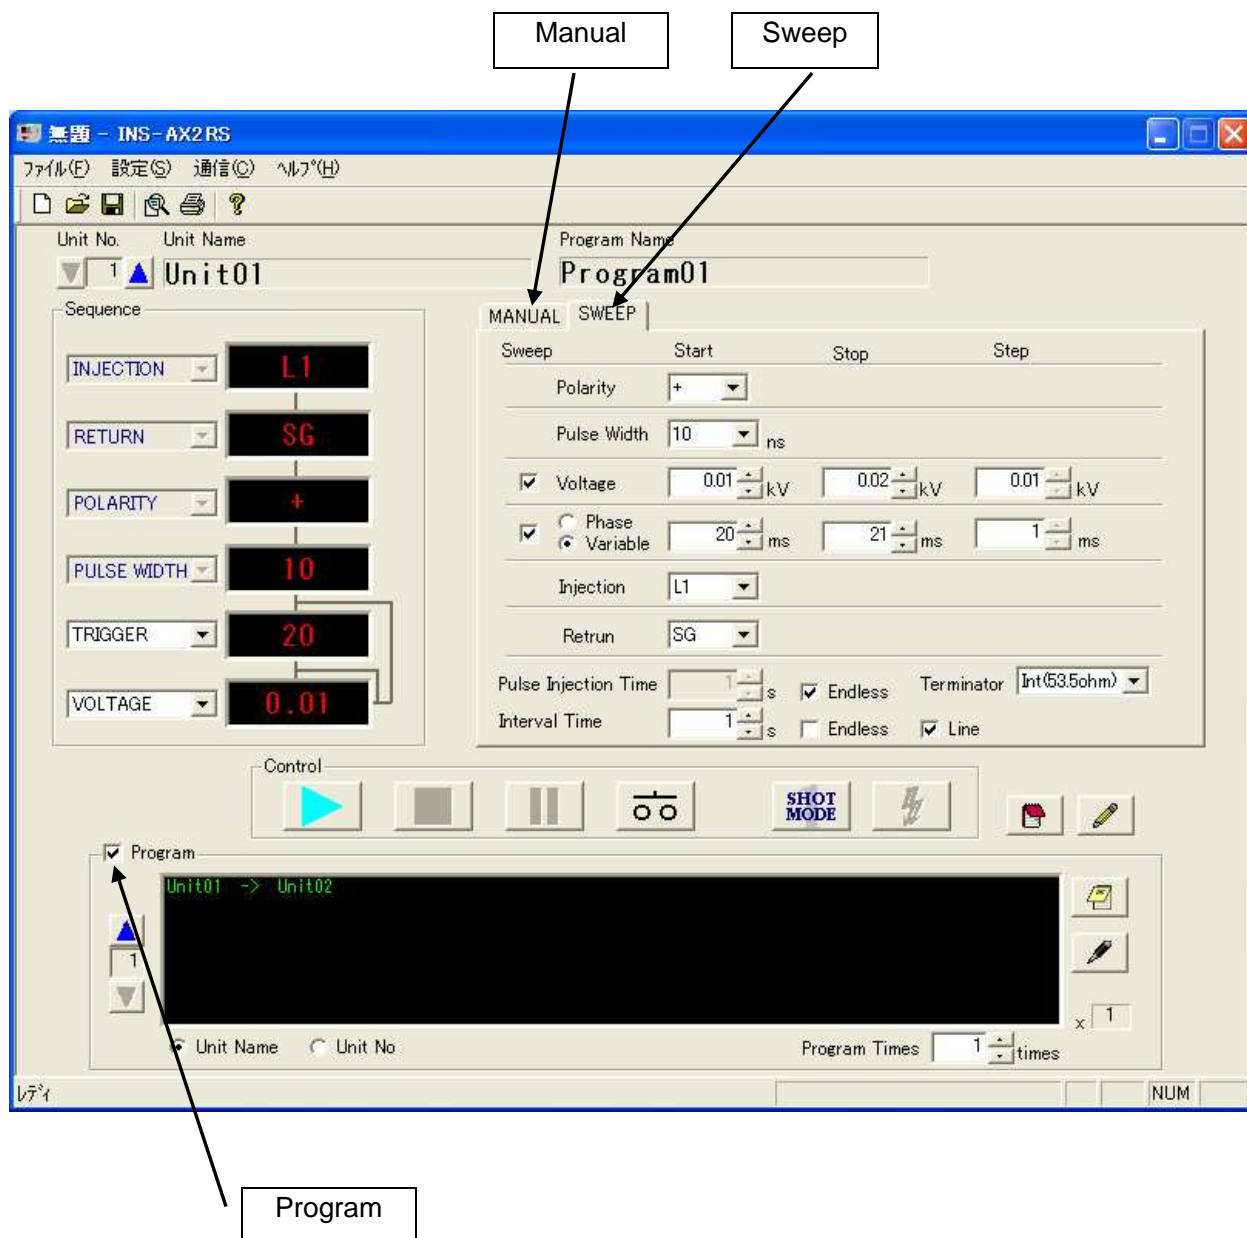 Manual Sweep
無題 - INS-AX2RS
ファイル(F) 設定(S) 通信(C) ヘルプ(H)
Unit No. Unit Name Program Name
1 Unit01 Program01
Sequence
MANUAL SWEEP
Sweep Start Stop Step
INJECTION L1
Polarity +
RETURN SG
Pulse Width 10 ns
POLARITY +
Voltage 0.01 kV 0.02 kV 0.01 kV
Phase
Variable 20 ms 21 ms 1 ms
PULSE WIDTH 10
Injection L1
TRIGGER 20
Retrun SG
VOLTAGE 0.01
Pulse Injection Time 1 s Endless Terminator Int(53.5ohm)
Interval Time 1 s Endless Line
Control
SHOT
MODE
1
Program
Unit01 -> Unit02
1
x 1
Unit Name Unit No Program Times 1 times
レディ NUM
Program